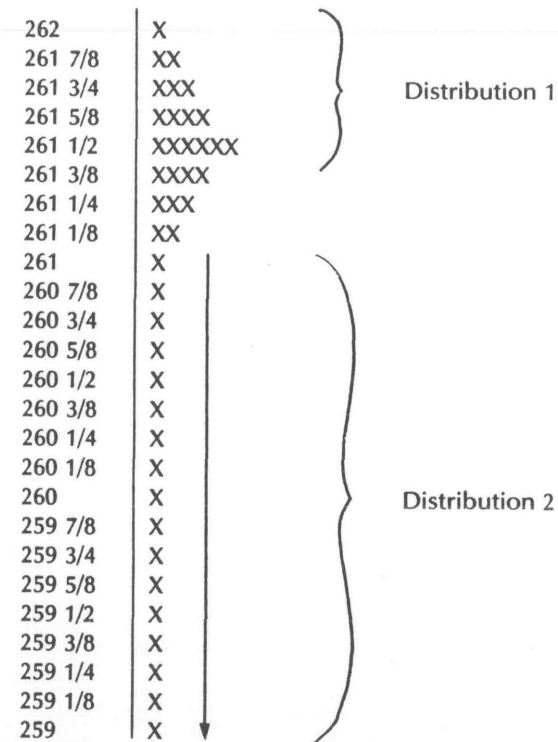 262 X
261 7/8 XX
261 3/4 XXX Distribution 1
261 5/8 XXXX
261 1/2 XXXXXX
261 3/8 XXXX
261 1/4 XXX
261 1/8 XX
261 X
260 7/8 X
260 3/4 X
260 5/8 X
260 1/2 X
260 3/8 X
260 1/4 X
260 1/8 X
260 X Distribution 2
259 7/8 X
259 3/4 X
259 5/8 X
259 1/2 X
259 3/8 X
259 1/4 X
259 1/8 X
259 X